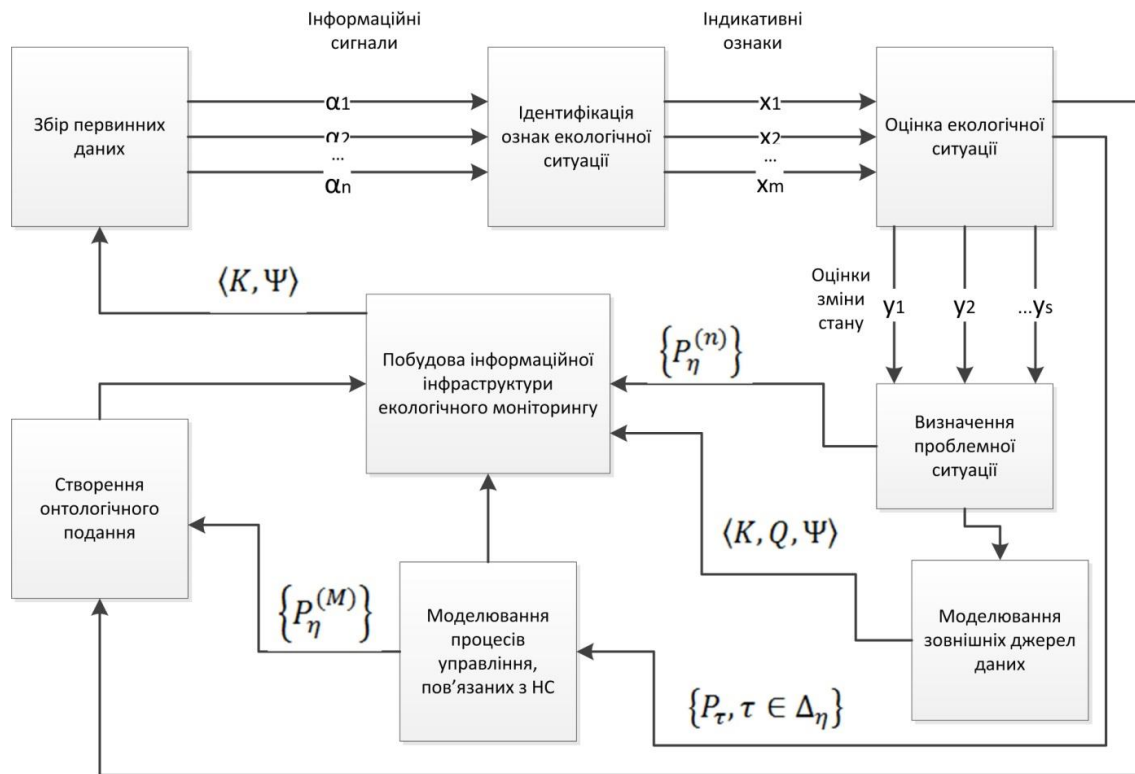 Інформаційні
сигнали
Індикативні
ознаки
Збір первинних
даних
α1
α2
...
αn
Ідентифікація
ознак екологічної
ситуації
x1
x2
...
xm
Оцінка екологічної
ситуації
Оцінки
зміни
стану
y1
y2
...ys
⟨K, Ψ⟩
Побудова інформаційної
інфраструктури
екологічного моніторингу
{P_η^(n)}
Визначення
проблемної
ситуації
Створення
онтологічного
подання
⟨K, Q, Ψ⟩
{P_η^(M)}
Моделювання
процесів
управління,
пов’язаних з НС
Моделювання
зовнішніх джерел
даних
{P_τ, τ ∈ Δ_η}